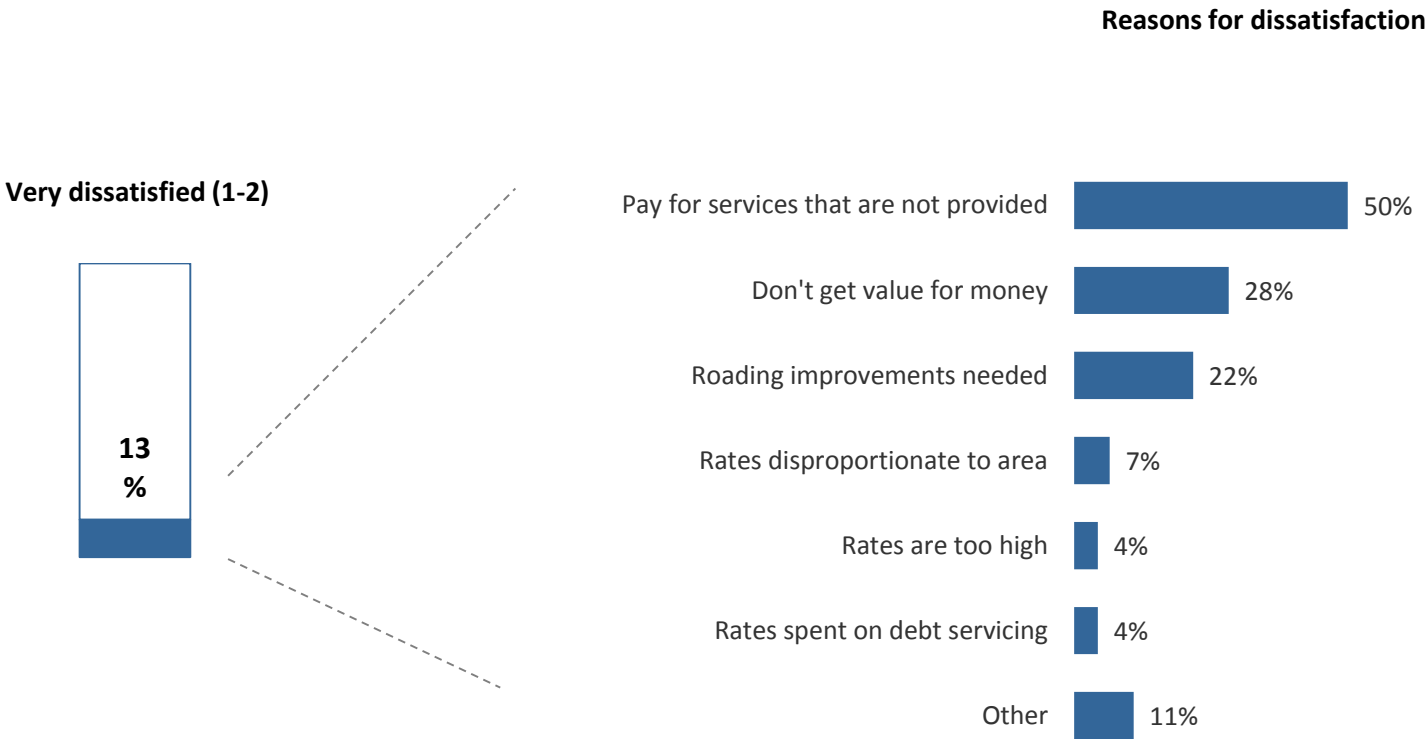 Reasons for dissatisfaction
Very dissatisfied (1-2)
13
%
Pay for services that are not provided 50%
Don't get value for money 28%
Roading improvements needed 22%
Rates disproportionate to area 7%
Rates are too high 4%
Rates spent on debt servicing 4%
Other 11%